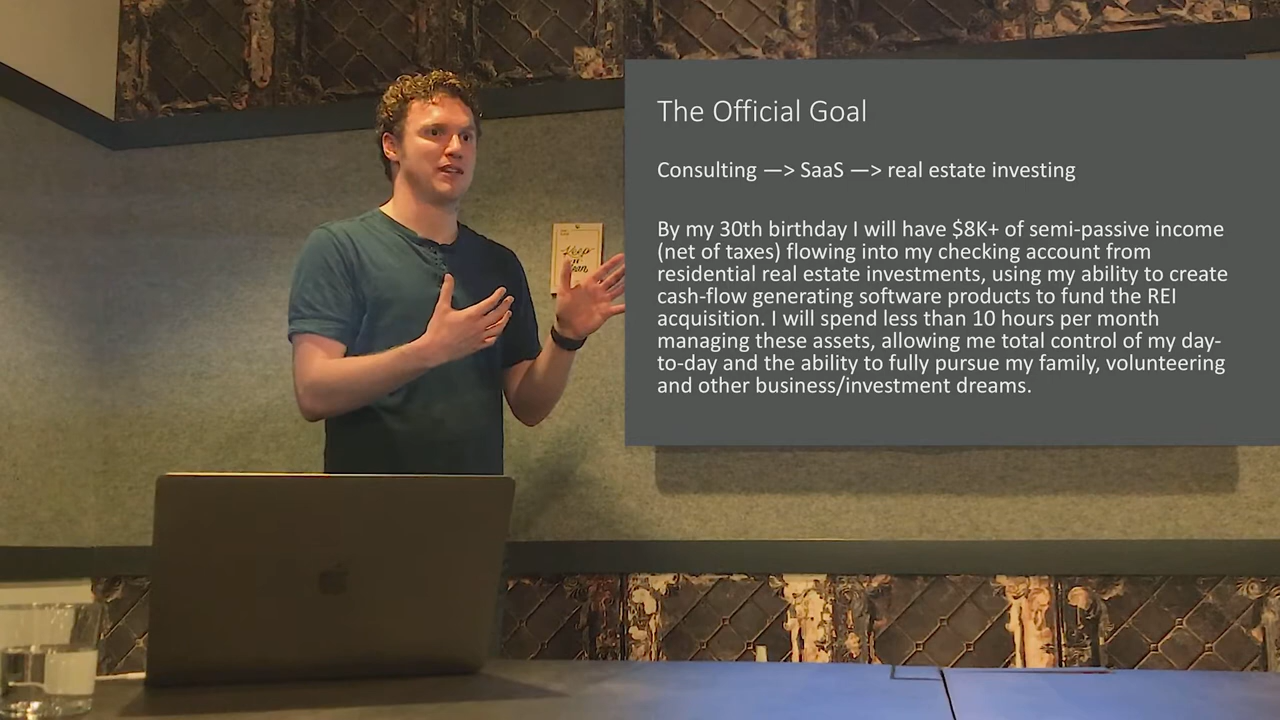 The Official Goal
Consulting —> SaaS —> real estate investing
By my 30th birthday I will have $8K+ of semi-passive income
(net of taxes) flowing into my checking account from
residential real estate investments, using my ability to create
cash-flow generating software products to fund the REI
acquisition. I will spend less than 10 hours per month
managing these assets, allowing me total control of my day-
to-day and the ability to fully pursue my family, volunteering
and other business/investment dreams.
Keep
it